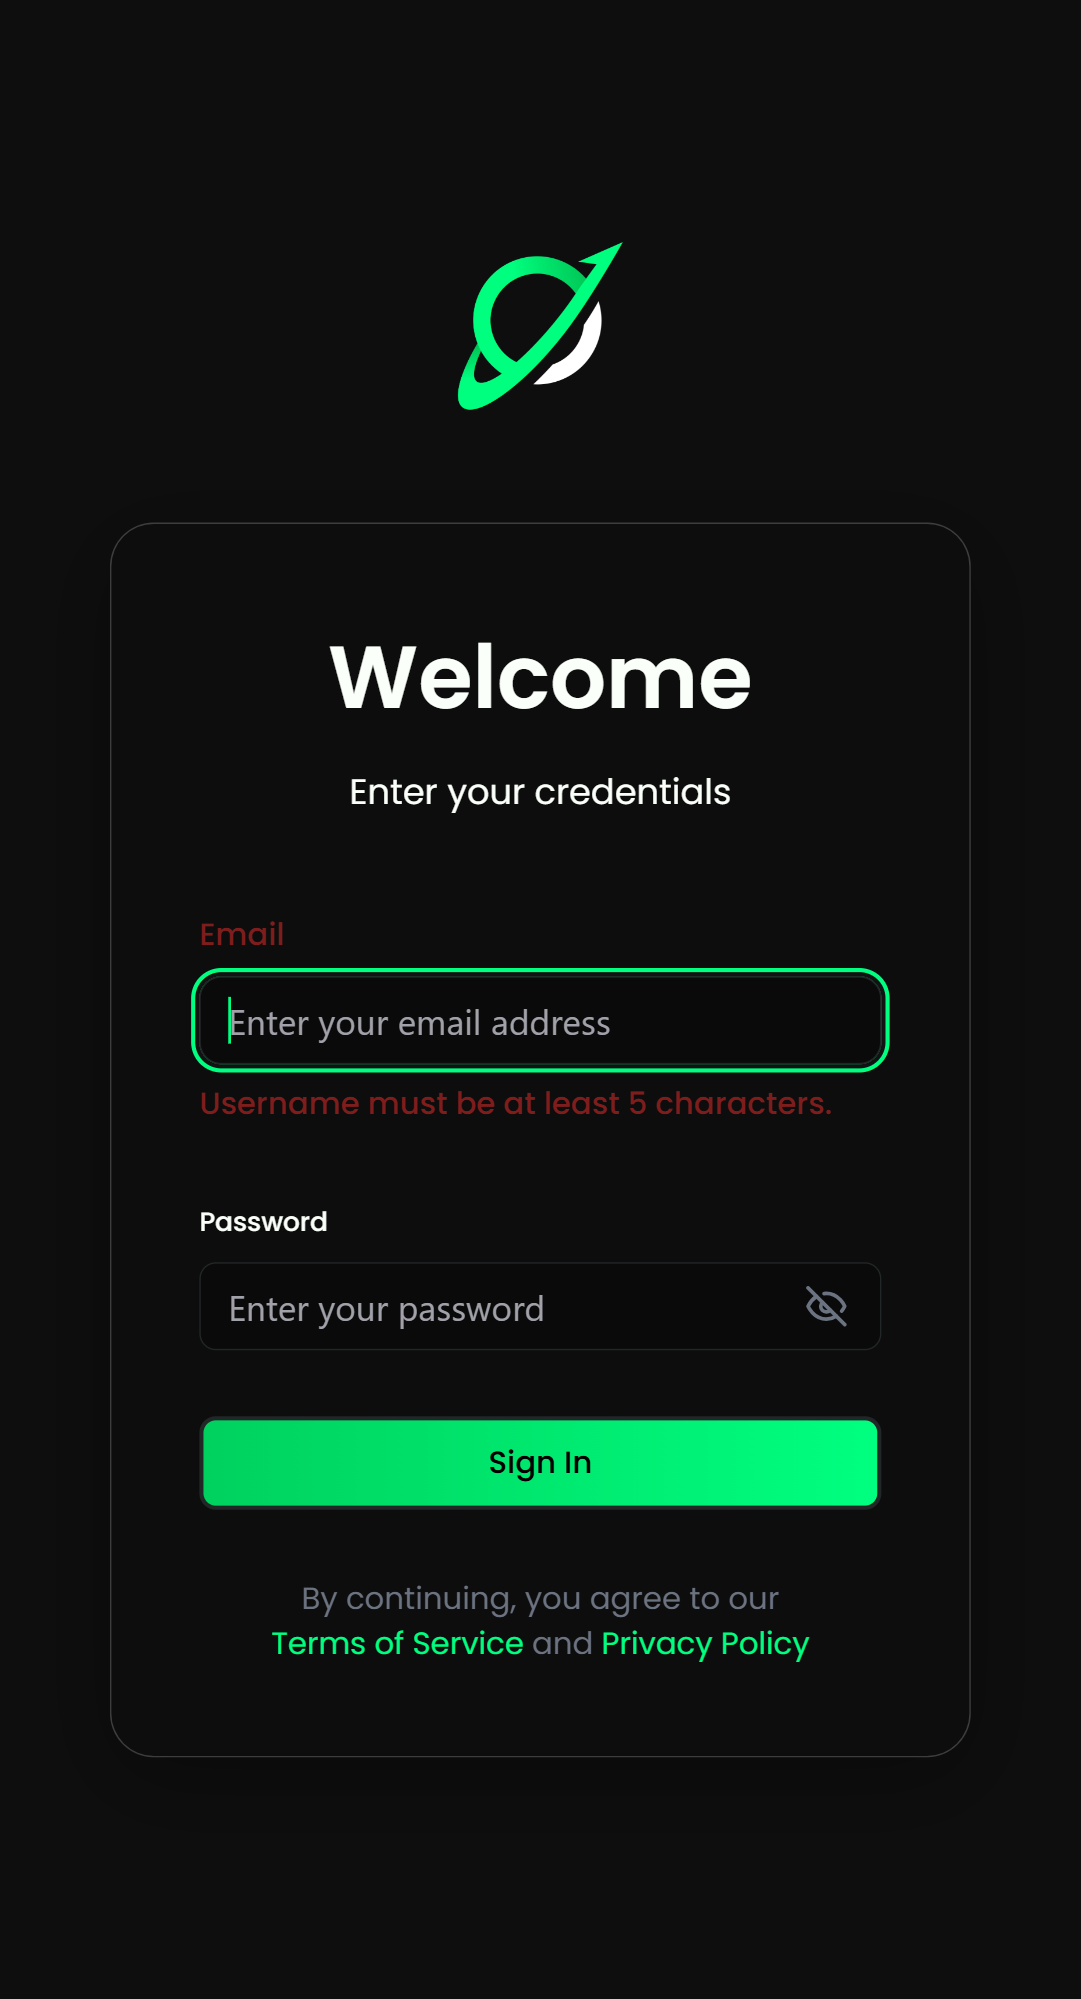 Welcome
Enter your credentials
Email
Enter your email address
Username must be at least 5 characters.
Password
Enter your password
Sign In
By continuing, you agree to our
Terms of Service and Privacy Policy